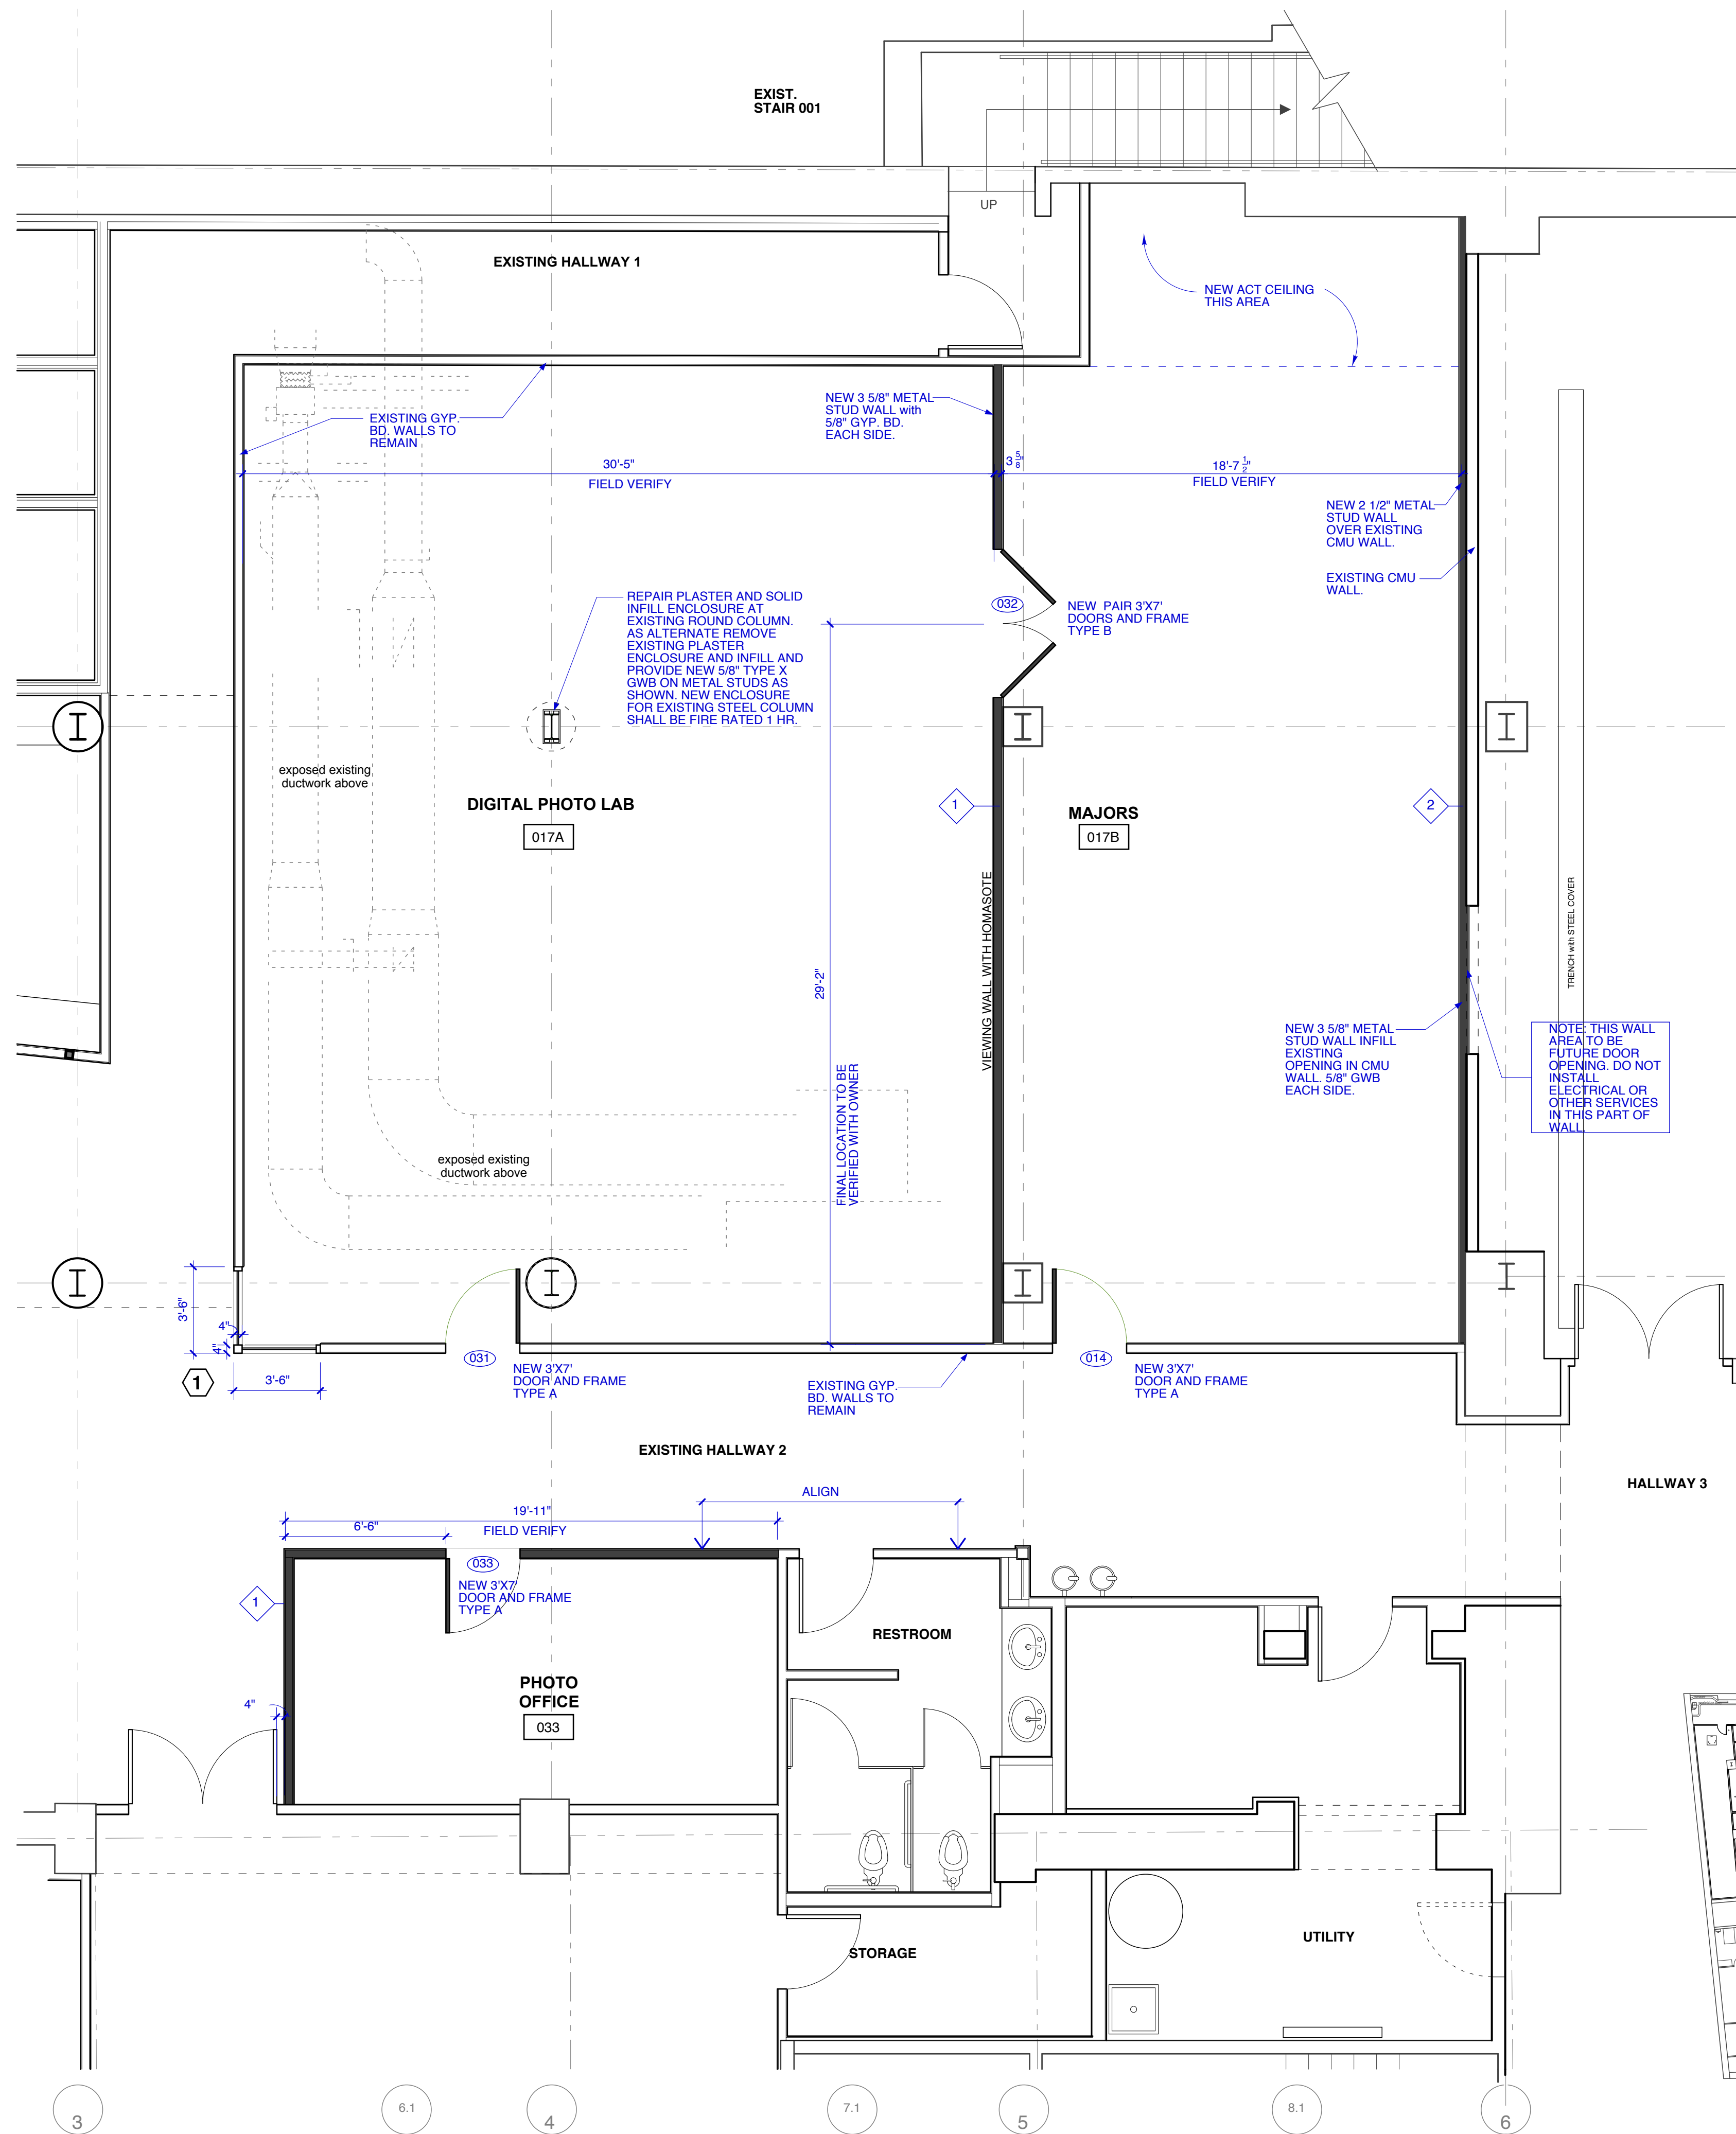 EXIST.
STAIR 001
UP
EXISTING HALLWAY 1
NEW ACT CEILING
THIS AREA
NEW 3 5/8" METAL
STUD WALL with
5/8" GYP. BD.
EACH SIDE.
EXISTING GYP.
BD. WALLS TO
REMAIN
30'-5"
FIELD VERIFY
3 5/8"
18'-7 1/2"
FIELD VERIFY
NEW 2 1/2" METAL
STUD WALL
OVER EXISTING
CMU WALL.
EXISTING CMU
WALL.
REPAIR PLASTER AND SOLID
INFILL ENCLOSURE AT
EXISTING ROUND COLUMN.
AS ALTERNATE REMOVE
EXISTING PLASTER
ENCLOSURE AND INFILL AND
PROVIDE NEW 5/8" TYPE X
GWB ON METAL STUDS AS
SHOWN. NEW ENCLOSURE
FOR EXISTING STEEL COLUMN
SHALL BE FIRE RATED 1 HR.
032
NEW PAIR 3'X7'
DOORS AND FRAME
TYPE B
exposed existing
ductwork above
DIGITAL PHOTO LAB
017A
1
MAJORS
017B
2
VIEWING WALL WITH HOMASOTE
TRENCH with STEEL COVER
29'-2"
FINAL LOCATION TO BE
VERIFIED WITH OWNER
NEW 3 5/8" METAL
STUD WALL INFILL
EXISTING
OPENING IN CMU
WALL. 5/8" GWB
EACH SIDE.
NOTE: THIS WALL
AREA TO BE
FUTURE DOOR
OPENING. DO NOT
INSTALL
ELECTRICAL OR
OTHER SERVICES
IN THIS PART OF
WALL.
exposed existing
ductwork above
3'-6"
4"
4"
1
3'-6"
031
NEW 3'X7'
DOOR AND FRAME
TYPE A
EXISTING GYP.
BD. WALLS TO
REMAIN
014
NEW 3'X7'
DOOR AND FRAME
TYPE A
EXISTING HALLWAY 2
HALLWAY 3
ALIGN
19'-11"
FIELD VERIFY
6'-6"
033
NEW 3'X7'
DOOR AND FRAME
TYPE A
1
RESTROOM
PHOTO
OFFICE
033
4"
STORAGE
UTILITY
3
6.1
4
7.1
5
8.1
6